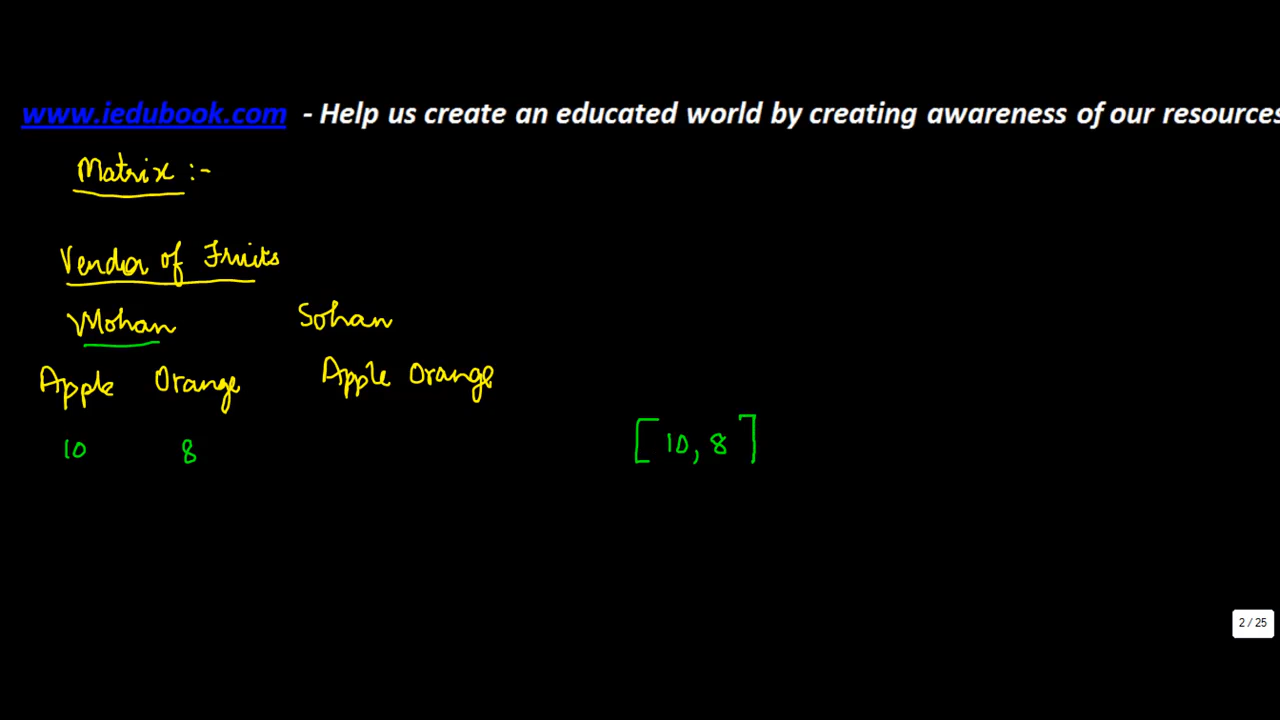 www.iedubook.com - Help us create an educated world by creating awareness of our resources
Matrix :-
Vendor of Fruits
Mohan Sohan
Apple Orange Apple Orange
10 8 [10, 8]
2 / 25